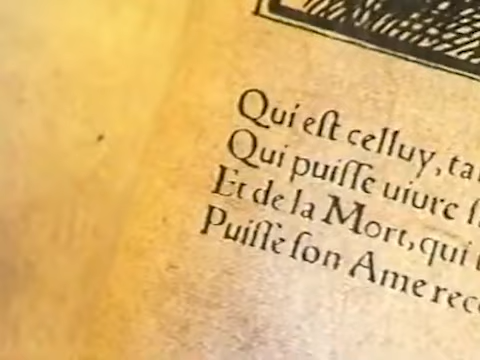 Qui est celluy, ta
Qui puiſſe uiure ſ
Et de la Mort, qui
Puiſſe ſon Ame rec